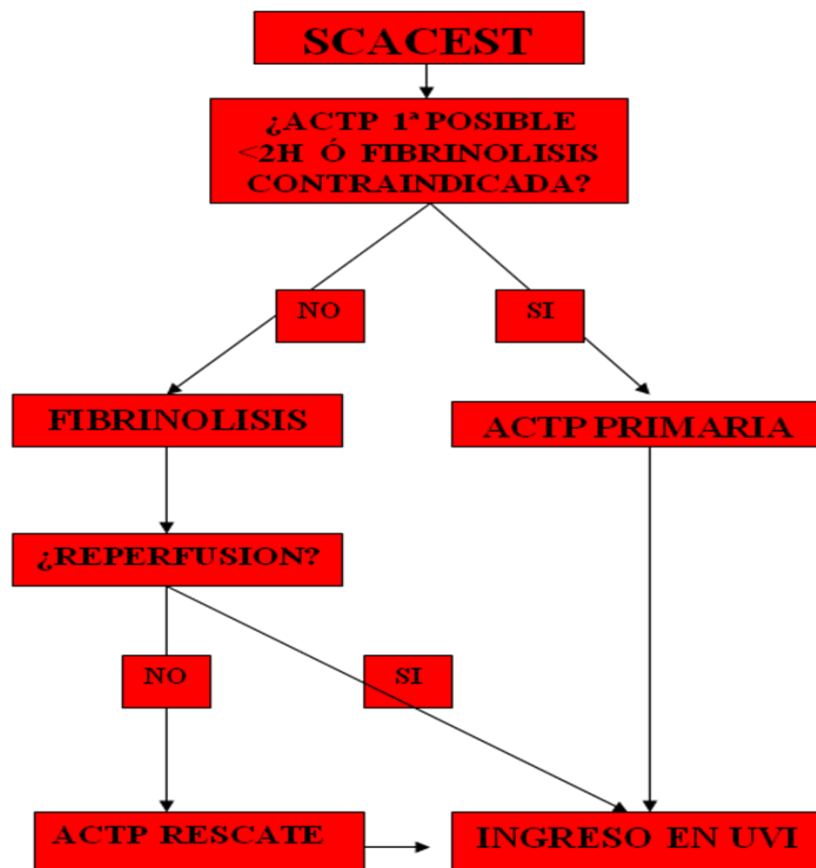 SCACEST
¿ACTP 1ª POSIBLE
<2H Ó FIBRINOLISIS
CONTRAINDICADA?
NO
SI
FIBRINOLISIS
ACTP PRIMARIA
¿REPERFUSION?
NO
SI
ACTP RESCATE
INGRESO EN UVI